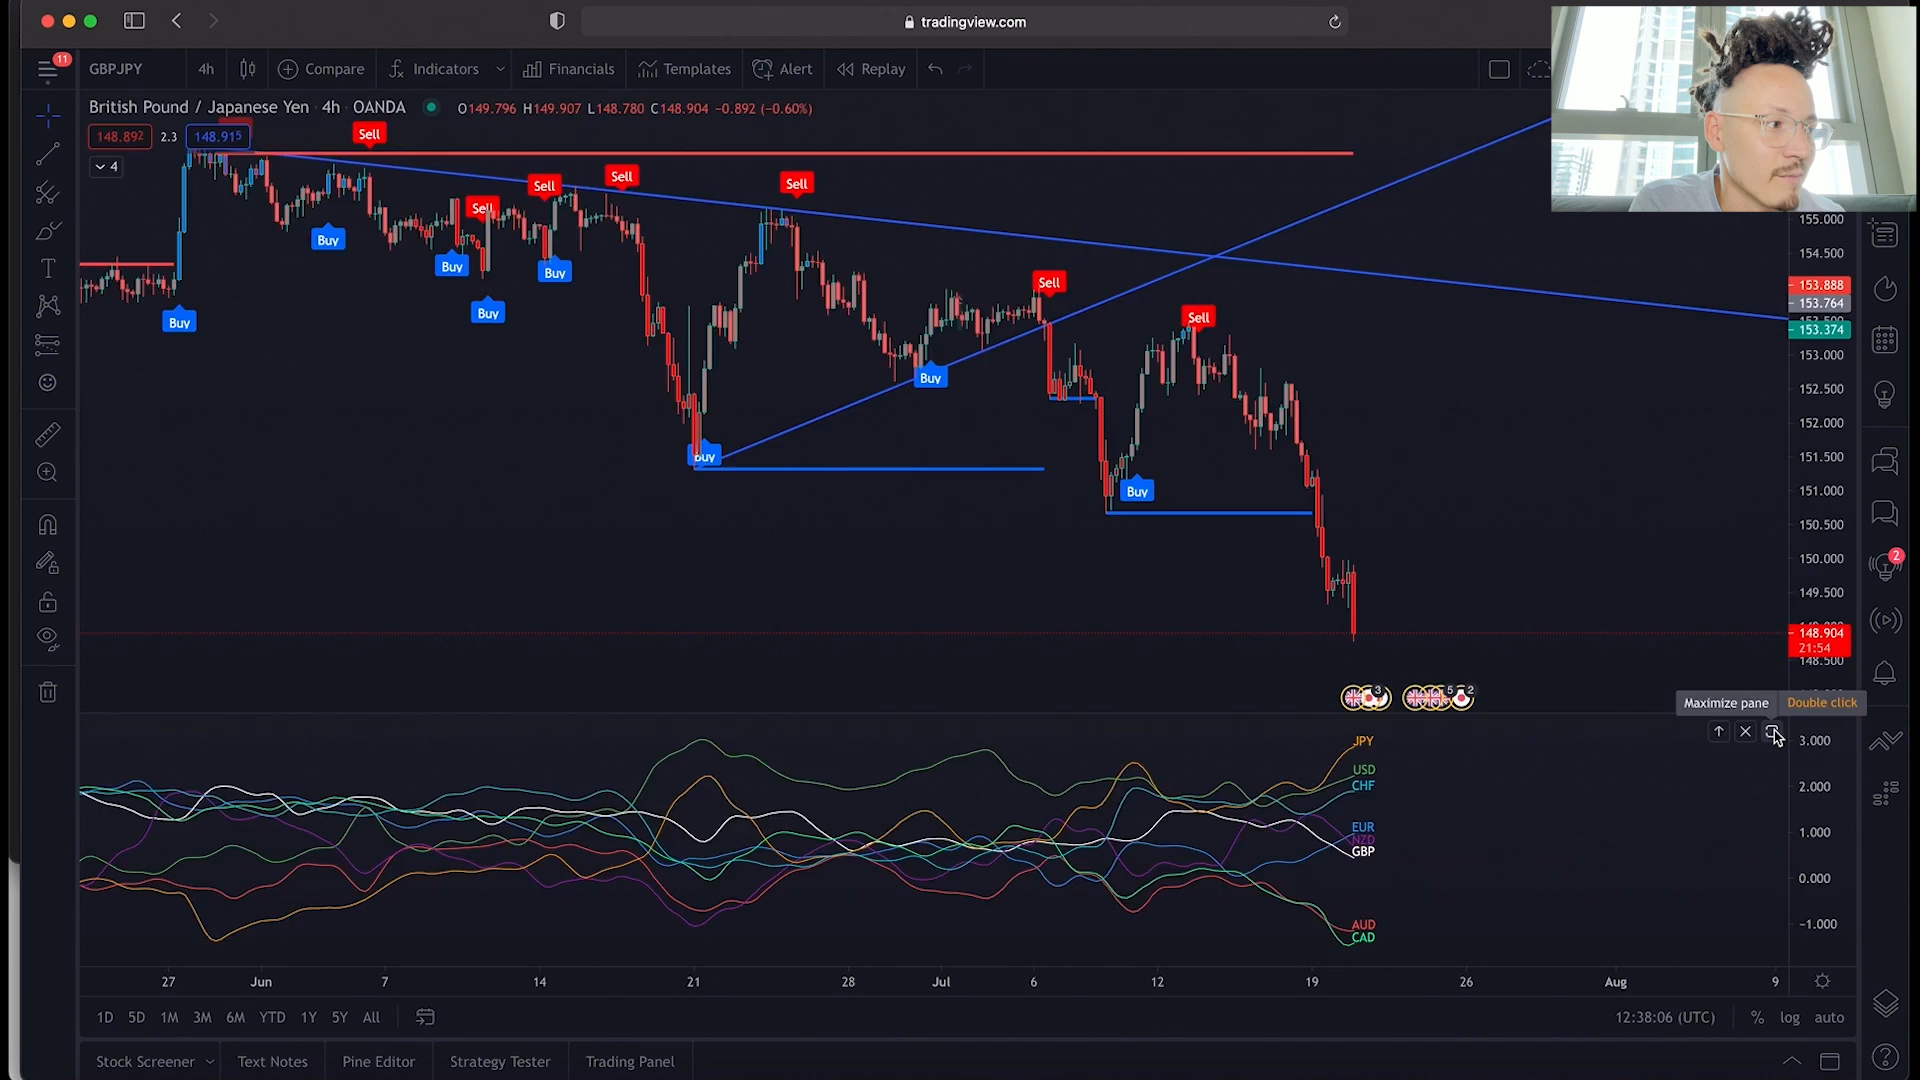 tradingview.com
11
GBPJPY 4h Compare Indicators Financials Templates Alert Replay
British Pound / Japanese Yen · 4h · OANDA O149.796 H149.907 L148.780 C148.904 −0.892 (−0.60%)
148.892 2.3 148.915
4
Sell
Sell
Sell
Sell
Sell
Sell
Sell
Buy
Buy
Buy
Buy
Buy
Buy
Buy
Buy
155.000
154.500
153.888
153.764
153.374
153.000
152.500
152.000
151.500
151.000
150.500
150.000
149.500
148.904
21:54
148.500
2
3 5 2
Maximize pane Double click
JPY
USD
CHF
EUR
NZD
GBP
AUD
CAD
3.000
2.000
1.000
0.000
−1.000
27 Jun 7 14 21 28 Jul 6 12 19 26 Aug 9
1D 5D 1M 3M 6M YTD 1Y 5Y All
12:38:06 (UTC) % log auto
Stock Screener Text Notes Pine Editor Strategy Tester Trading Panel